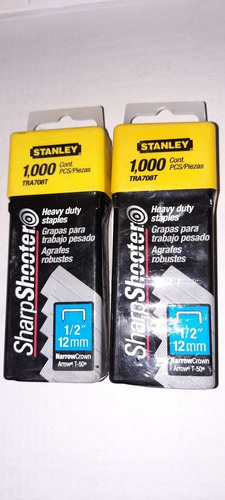 STANLEY
1,000 Cont.
PCS/Piezas
TRA708T
SharpShooter
Heavy duty
staples
Grapas para
trabajo pesado
Agrafes
robustes
1/2"
12mm
NarrowCrown
Arrow® T-50®
STANLEY
1,000 Cont.
PCS/Piezas
TRA708T
SharpShooter
Heavy duty
staples
Grapas para
trabajo pesado
Agrafes
robustes
1/2"
12mm
NarrowCrown
Arrow® T-50®